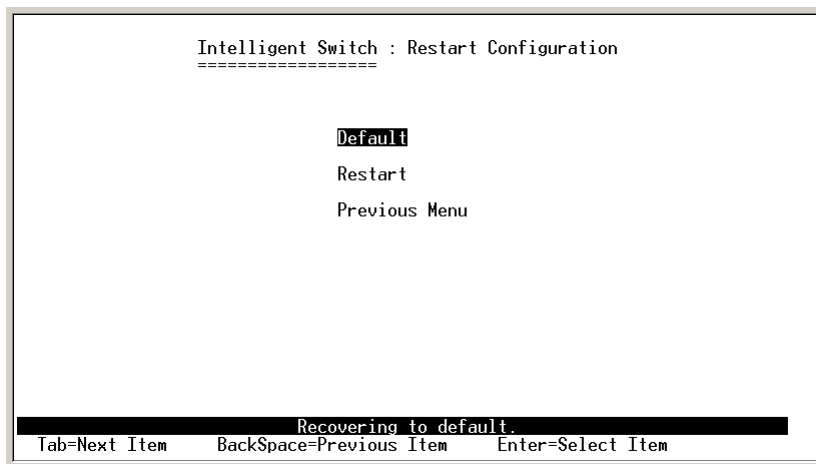 Intelligent Switch : Restart Configuration
==================
Default
Restart
Previous Menu
Recovering to default.
Tab=Next Item BackSpace=Previous Item Enter=Select Item